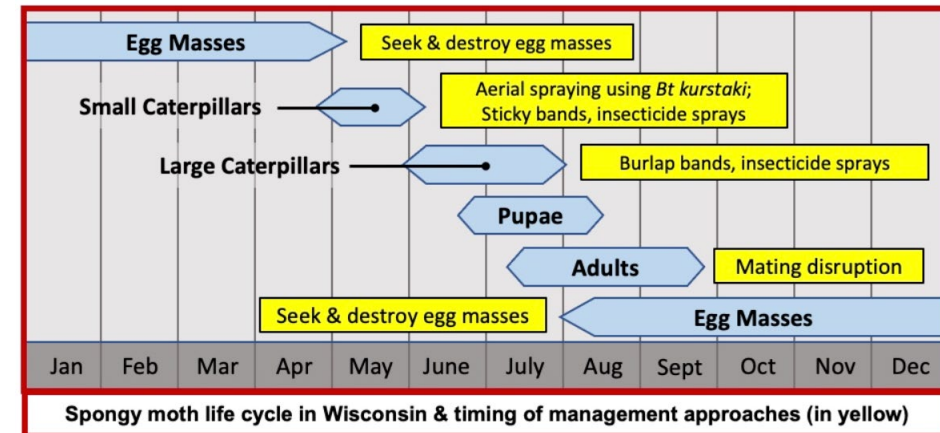 Egg Masses
Seek & destroy egg masses
Small Caterpillars
Aerial spraying using Bt kurstaki;
Sticky bands, insecticide sprays
Large Caterpillars
Burlap bands, insecticide sprays
Pupae
Adults
Mating disruption
Seek & destroy egg masses
Egg Masses
Jan Feb Mar Apr May June July Aug Sept Oct Nov Dec
Spongy moth life cycle in Wisconsin & timing of management approaches (in yellow)